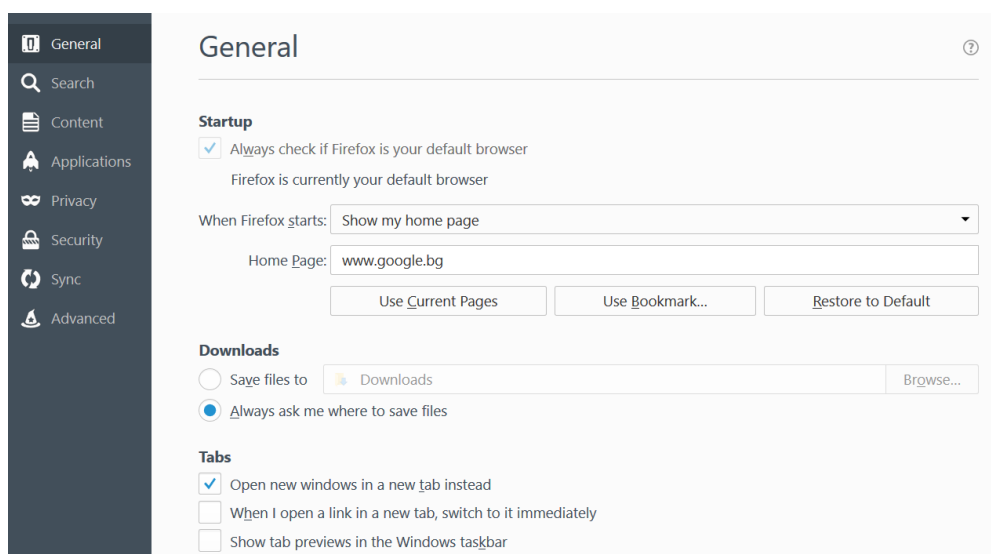 General
Search
Content
Applications
Privacy
Security
Sync
Advanced
General
?
Startup
Always check if Firefox is your default browser
Firefox is currently your default browser
When Firefox starts: Show my home page
Home Page: www.google.bg
Use Current Pages Use Bookmark... Restore to Default
Downloads
Save files to Downloads Browse...
Always ask me where to save files
Tabs
Open new windows in a new tab instead
When I open a link in a new tab, switch to it immediately
Show tab previews in the Windows taskbar